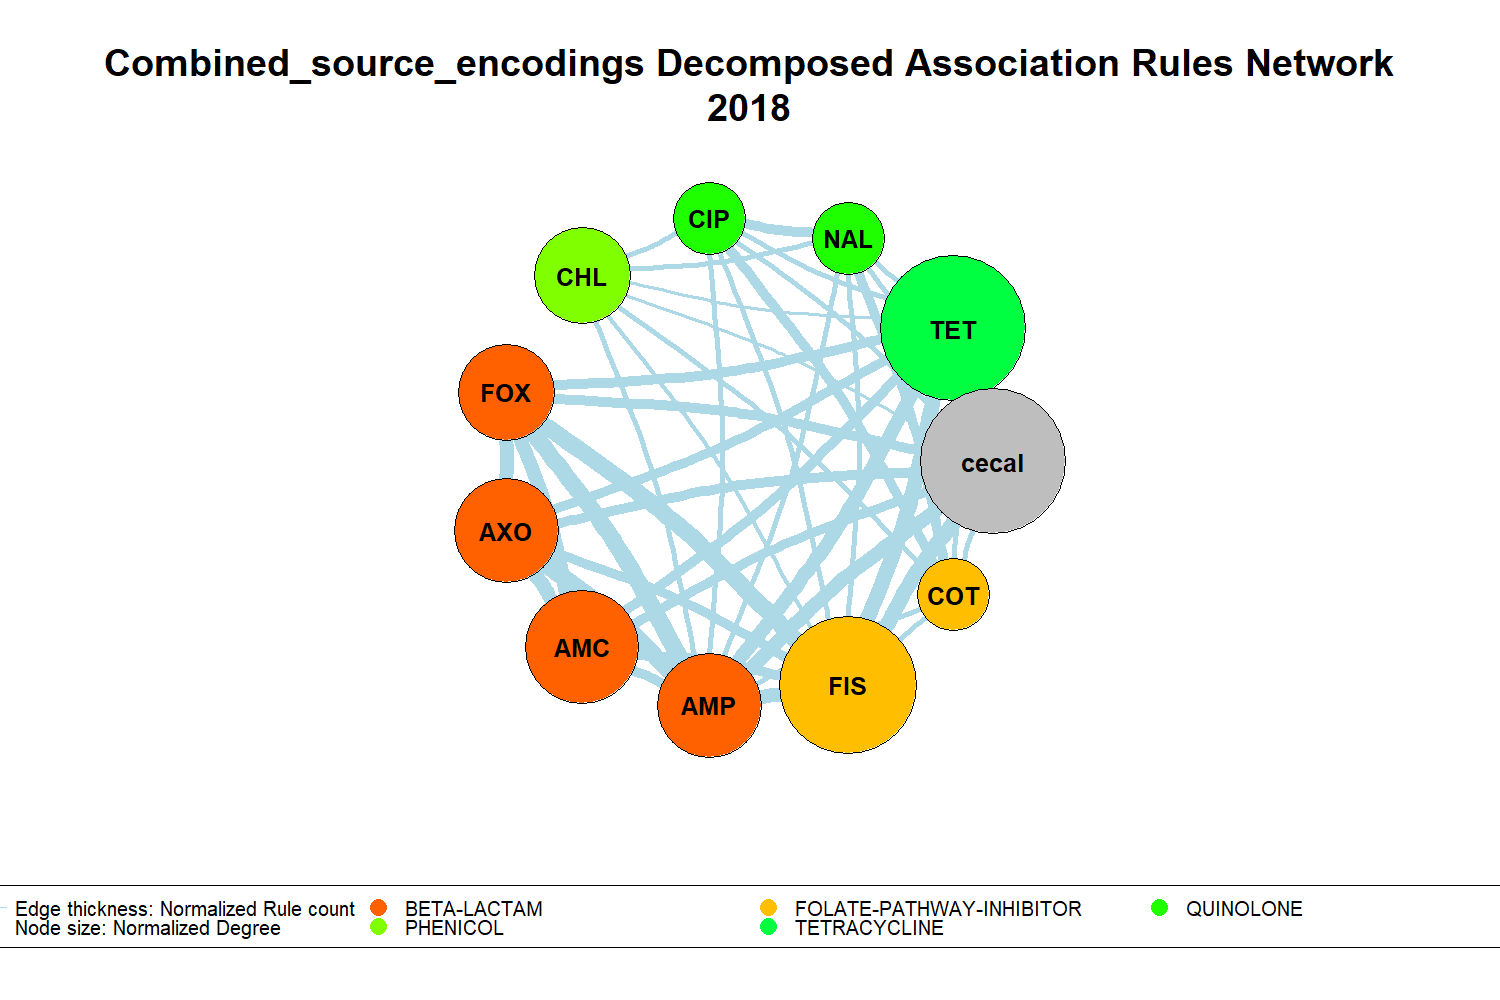 Combined_source_encodings Decomposed Association Rules Network
2018
CIP
NAL
CHL
TET
FOX
cecal
AXO
COT
AMC
FIS
AMP
Edge thickness: Normalized Rule count
Node size: Normalized Degree
BETA-LACTAM
PHENICOL
FOLATE-PATHWAY-INHIBITOR
TETRACYCLINE
QUINOLONE